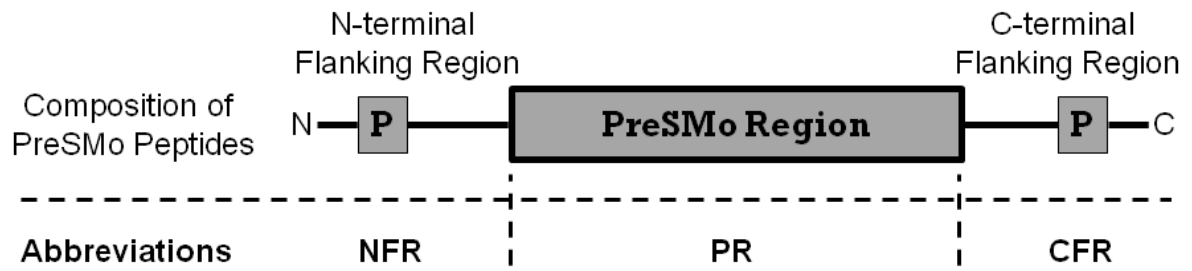 N-terminal
Flanking Region
C-terminal
Flanking Region
Composition of
PreSMo Peptides
N P PreSMo Region P C
Abbreviations NFR PR CFR